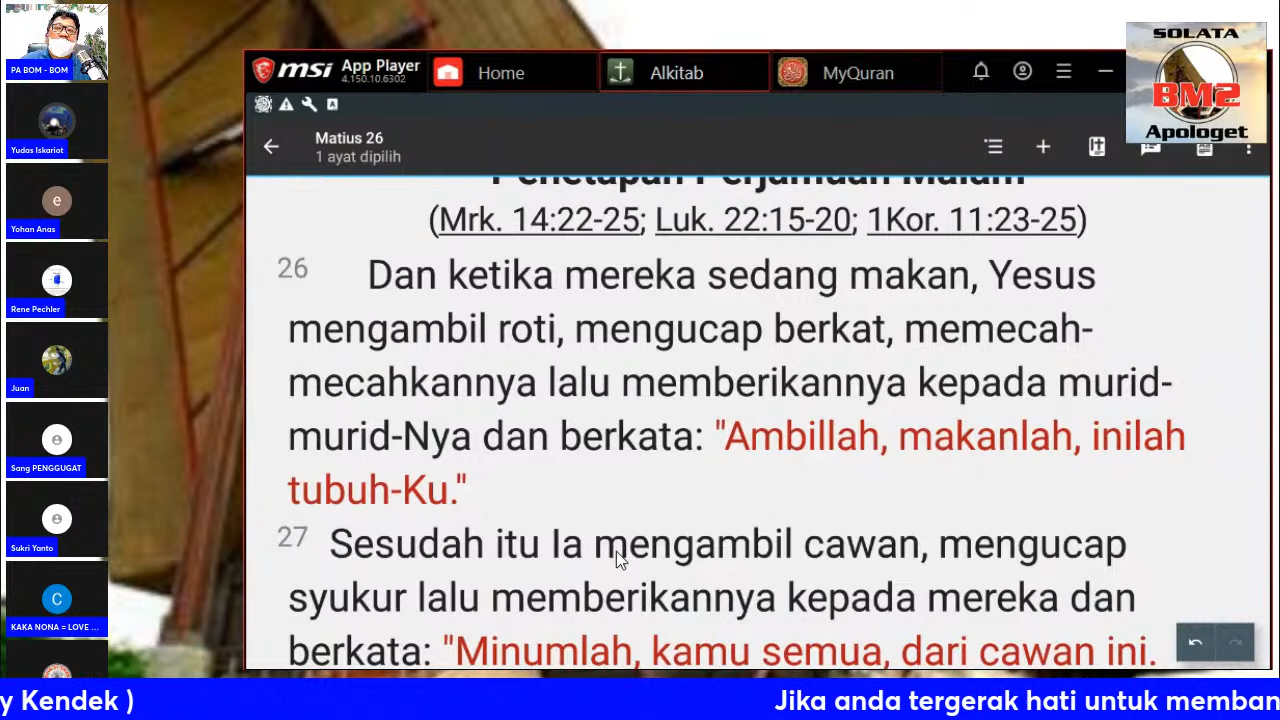 PA BOM - BOM
Yudas Iskariot
e
Yohan Anas
Rene Pechler
Juan
Sang PENGGUGAT
Sukri Yanto
C
KAKA NONA = LOVE ...
msi App Player
4.150.10.6302
Home
Alkitab
MyQuran
SOLATA
BM2
Apologet
Matius 26
1 ayat dipilih
Penetapan Perjamuan Malam
(Mrk. 14:22-25; Luk. 22:15-20; 1Kor. 11:23-25)
26 Dan ketika mereka sedang makan, Yesus
mengambil roti, mengucap berkat, memecah-
mecahkannya lalu memberikannya kepada murid-
murid-Nya dan berkata: "Ambillah, makanlah, inilah
tubuh-Ku."
27 Sesudah itu Ia mengambil cawan, mengucap
syukur lalu memberikannya kepada mereka dan
berkata: "Minumlah, kamu semua, dari cawan ini.
y Kendek ) Jika anda tergerak hati untuk memban